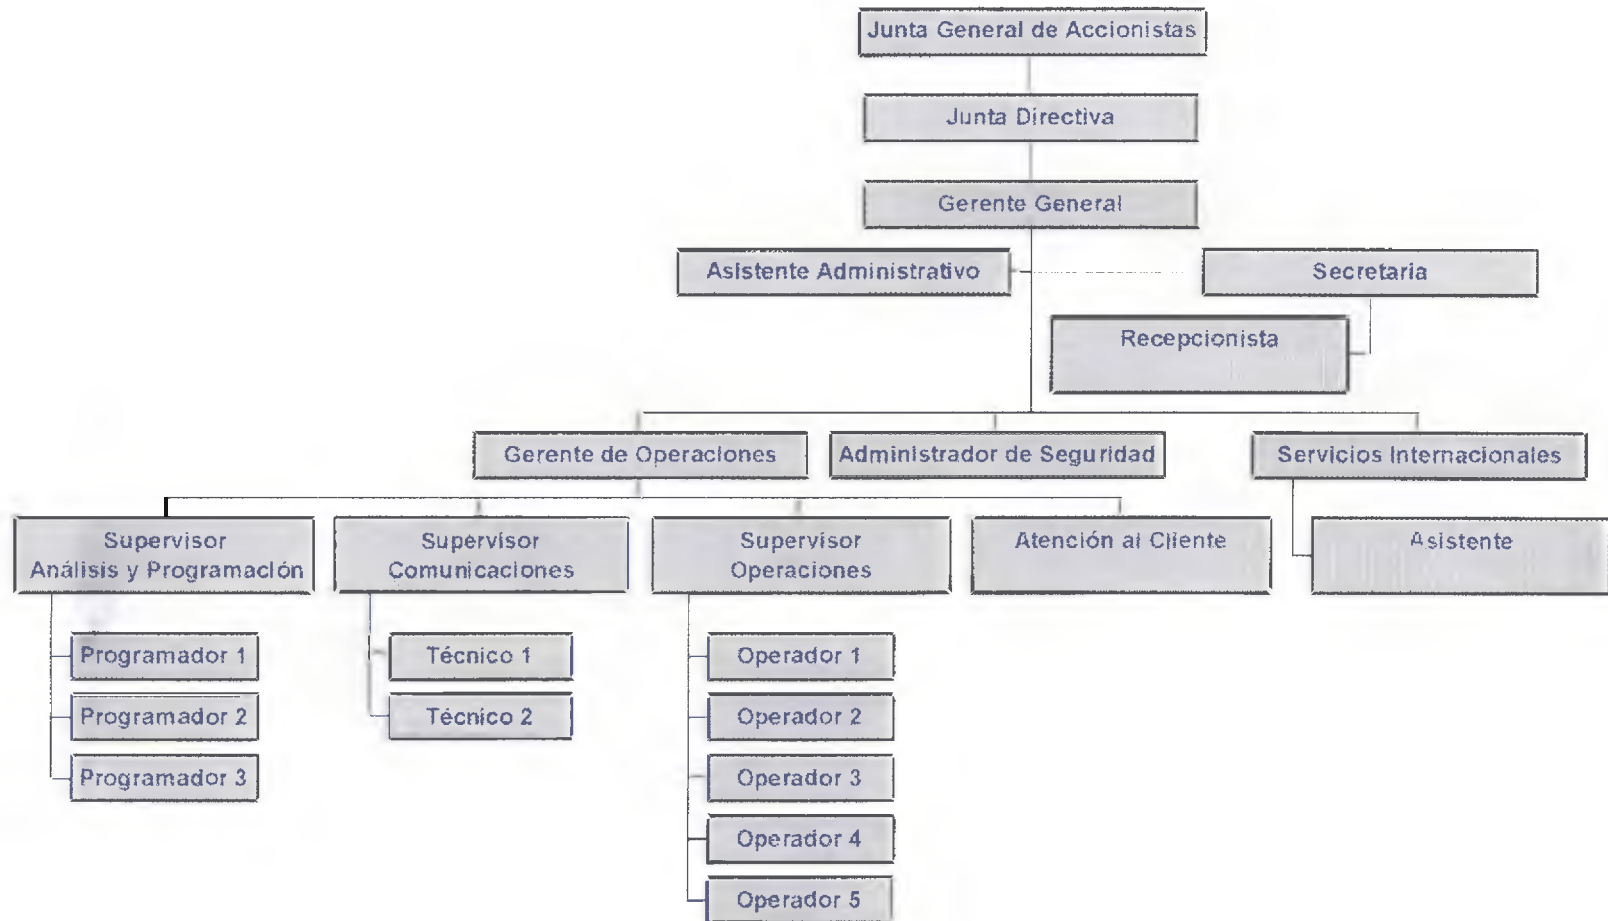 Junta General de Accionistas
Junta Directiva
Gerente General
Asistente Administrativo
Secretaria
Recepcionista
Gerente de Operaciones
Administrador de Seguridad
Servicios Internacionales
Supervisor
Análisis y Programación
Supervisor
Comunicaciones
Supervisor
Operaciones
Atención al Cliente
Asistente
Programador 1
Técnico 1
Operador 1
Programador 2
Técnico 2
Operador 2
Programador 3
Operador 3
Operador 4
Operador 5